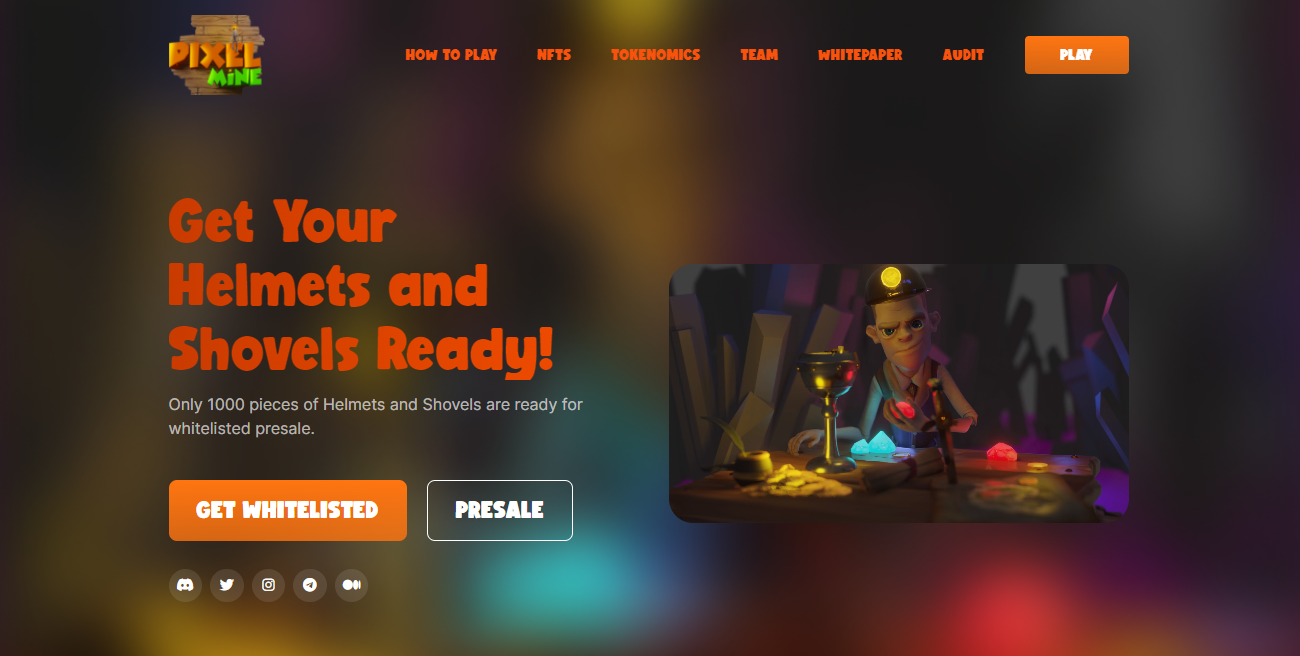 PIXEL
MINE
HOW TO PLAY
NFTS
TOKENOMICS
TEAM
WHITEPAPER
AUDIT
PLAY
Get Your
Helmets and
Shovels Ready!
Only 1000 pieces of Helmets and Shovels are ready for
whitelisted presale.
GET WHITELISTED
PRESALE